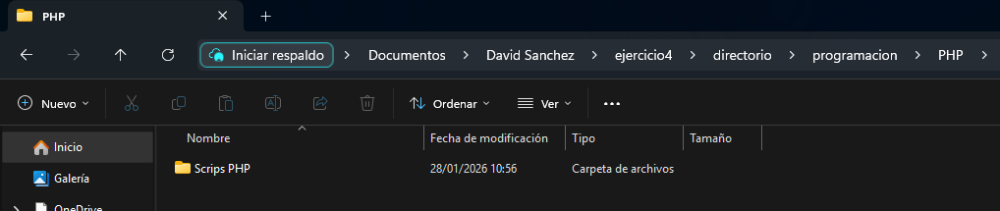 PHP
Iniciar respaldo > Documentos > David Sanchez > ejercicio4 > directorio > programacion > PHP >
Nuevo Ordenar Ver ...
Nombre Fecha de modificación Tipo Tamaño
Inicio
Scrips PHP 28/01/2026 10:56 Carpeta de archivos
Galería
OneDrive